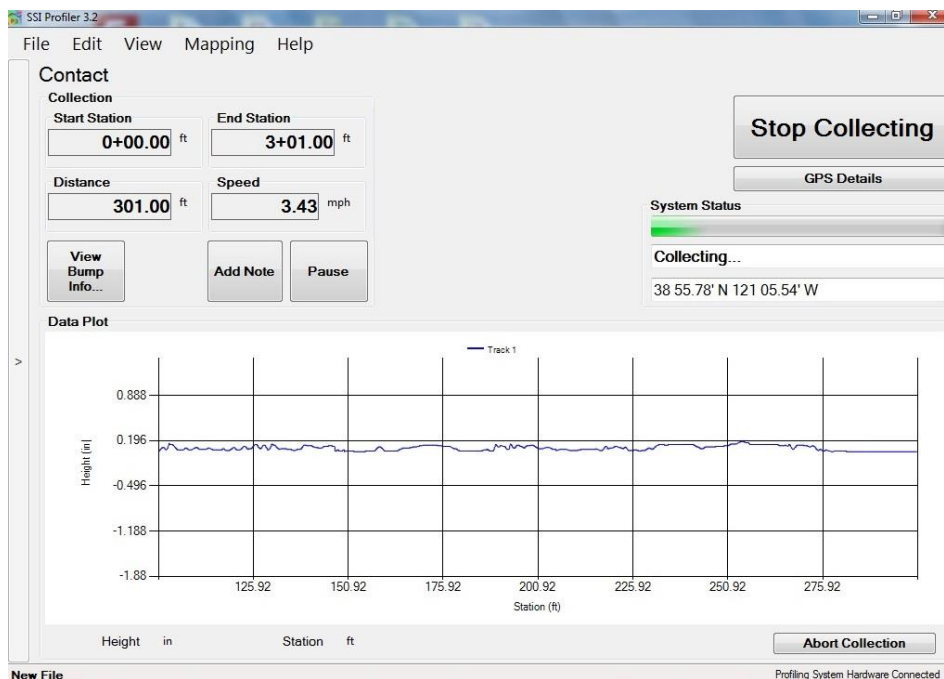 SSI Profiler 3.2
File Edit View Mapping Help
Contact
Collection
Start Station
0+00.00 ft
End Station
3+01.00 ft
Distance
301.00 ft
Speed
3.43 mph
View
Bump
Info...
Add Note
Pause
Stop Collecting
GPS Details
System Status
Collecting...
38 55.78' N 121 05.54' W
>
Data Plot
Track 1
0.888
0.196
-0.496
-1.188
-1.88
Height (in)
125.92 150.92 175.92 200.92 225.92 250.92 275.92
Station (ft)
Height in Station ft
Abort Collection
New File
Profiling System Hardware Connected